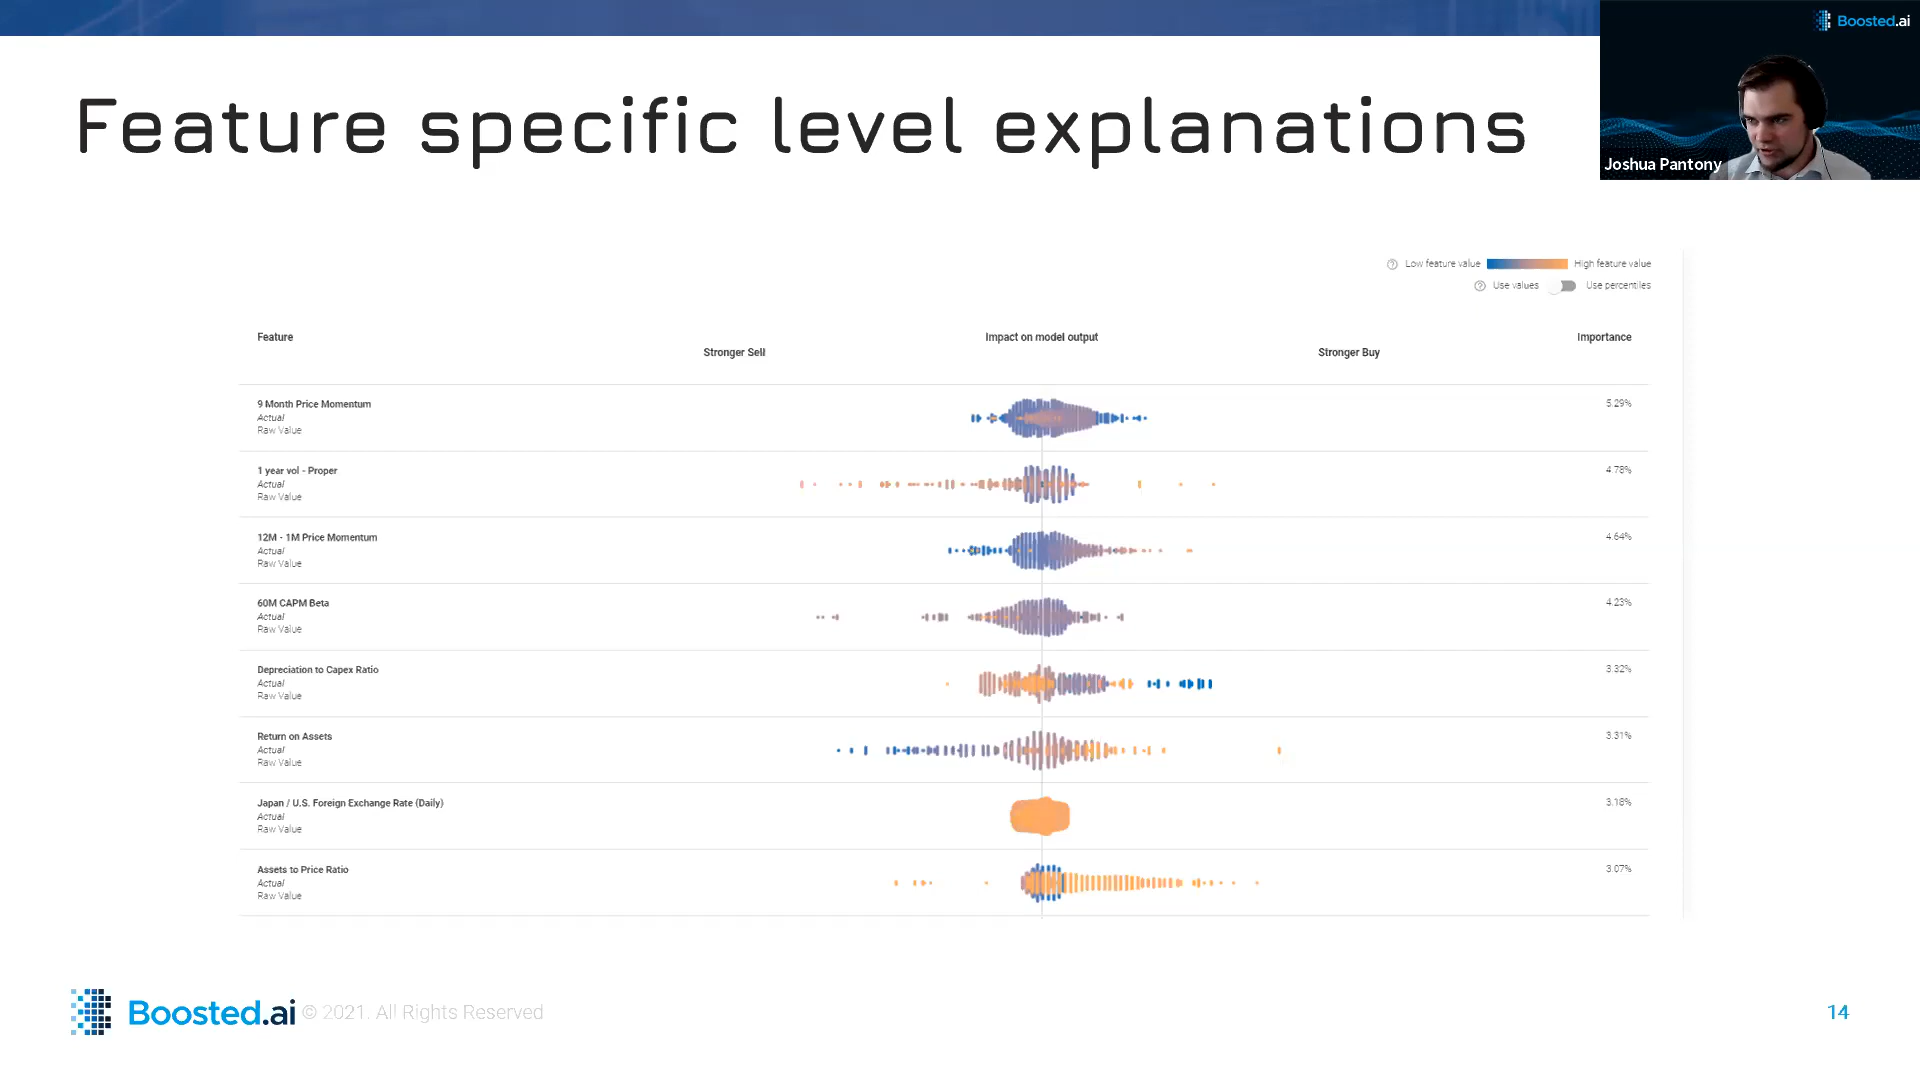 Boosted.ai
Feature specific level explanations
Joshua Pantony
Low feature value High feature value
Use values Use percentiles
Feature Impact on model output Importance
Stronger Sell Stronger Buy
9 Month Price Momentum 5.29%
Actual
Raw Value
1 year vol - Proper 4.78%
Actual
Raw Value
12M - 1M Price Momentum 4.64%
Actual
Raw Value
60M CAPM Beta 4.23%
Actual
Raw Value
Depreciation to Capex Ratio 3.32%
Actual
Raw Value
Return on Assets 3.31%
Actual
Raw Value
Japan / U.S. Foreign Exchange Rate (Daily) 3.18%
Actual
Raw Value
Assets to Price Ratio 3.07%
Actual
Raw Value
Boosted.ai © 2021. All Rights Reserved 14